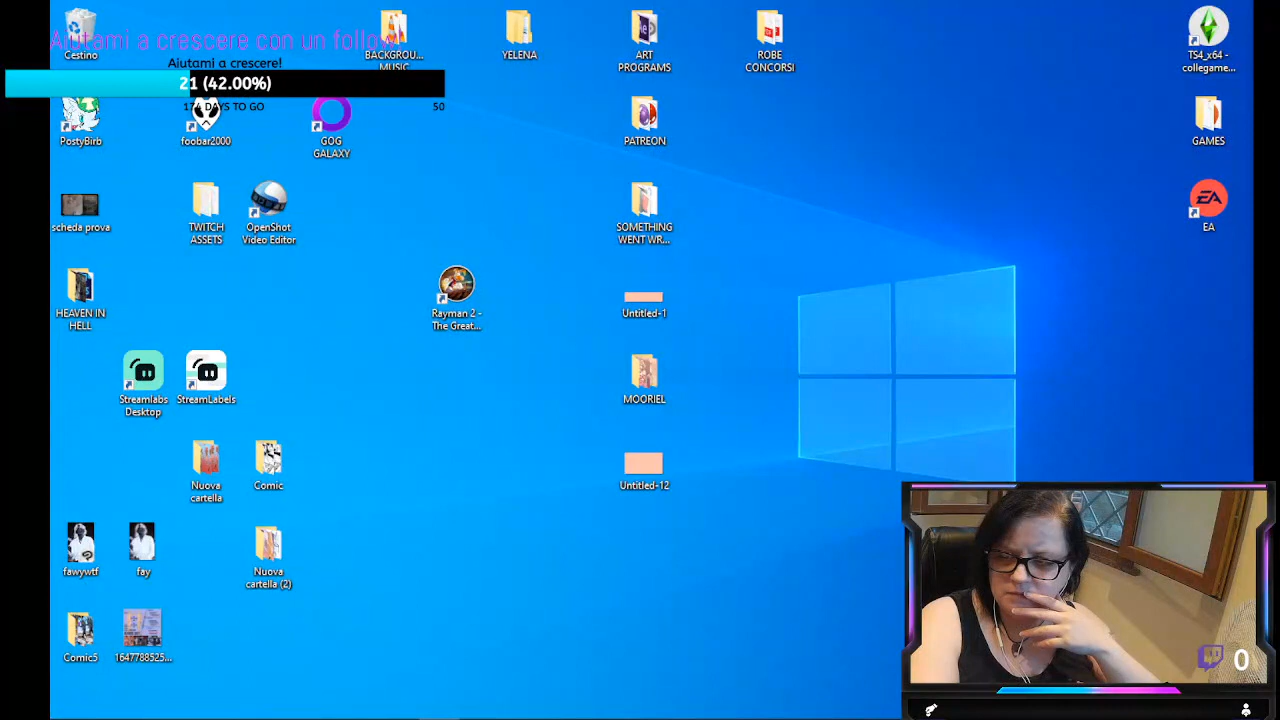 Aiutami a crescere con un follow
Aiutami a crescere!
21 (42.00%)
DAYS TO GO
50
Cestino
BACKGROU...
MUSIC
YELENA
ART
PROGRAMS
ROBE
CONCORSI
TS4_x64 -
collegame...
PostyBirb
foobar2000
GOG
GALAXY
PATREON
GAMES
scheda prova
TWITCH
ASSETS
OpenShot
Video Editor
SOMETHING
WENT WR...
EA
EA
HEAVEN IN
HELL
Rayman 2 -
The Great...
Untitled-1
Streamlabs
Desktop
StreamLabels
MOORIEL
Nuova
cartella
Comic
Untitled-12
fawywtf
fay
Nuova
cartella (2)
Comic5
1647788525...
0